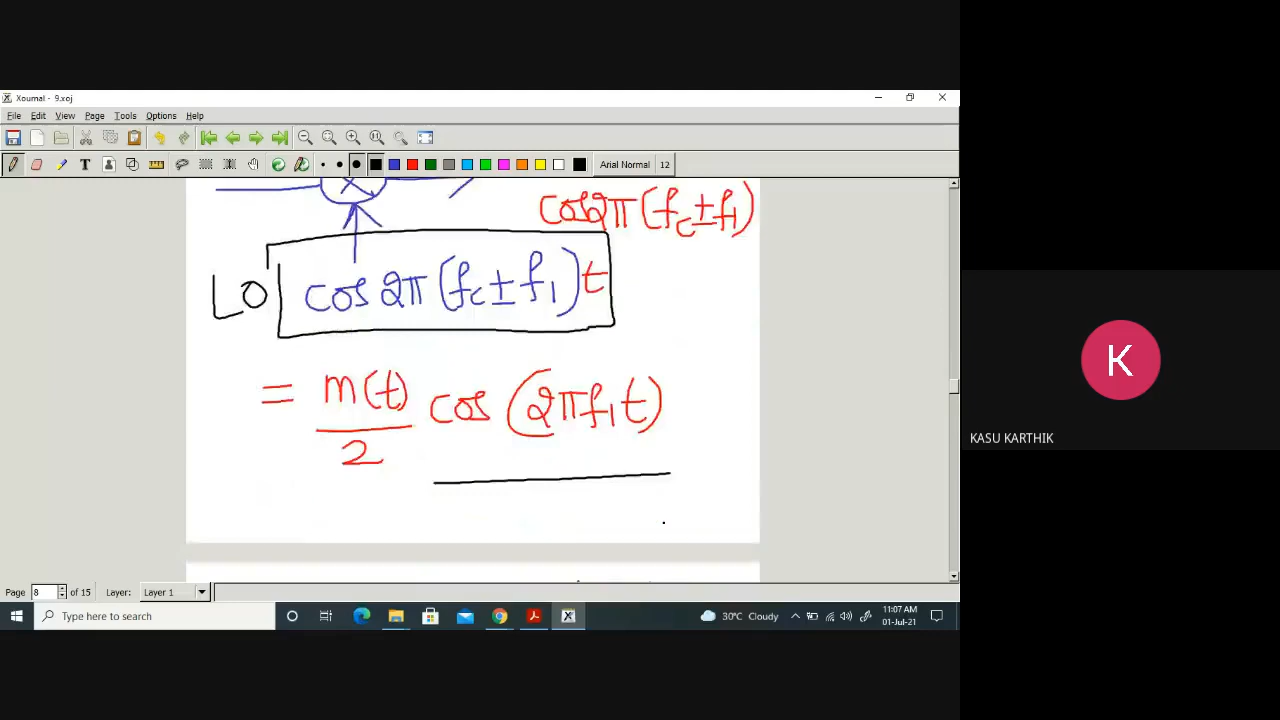 Xournal - 9.xoj
File Edit View Page Tools Options Help
Arial Normal 12
cos2π(fc±f1)
LO cos 2π(fc±f1)t
= m(t)/2 cos(2πf1t)
K
KASU KARTHIK
Page 8 of 15 Layer: Layer 1
Type here to search
30°C Cloudy
11:07 AM
01-Jul-21